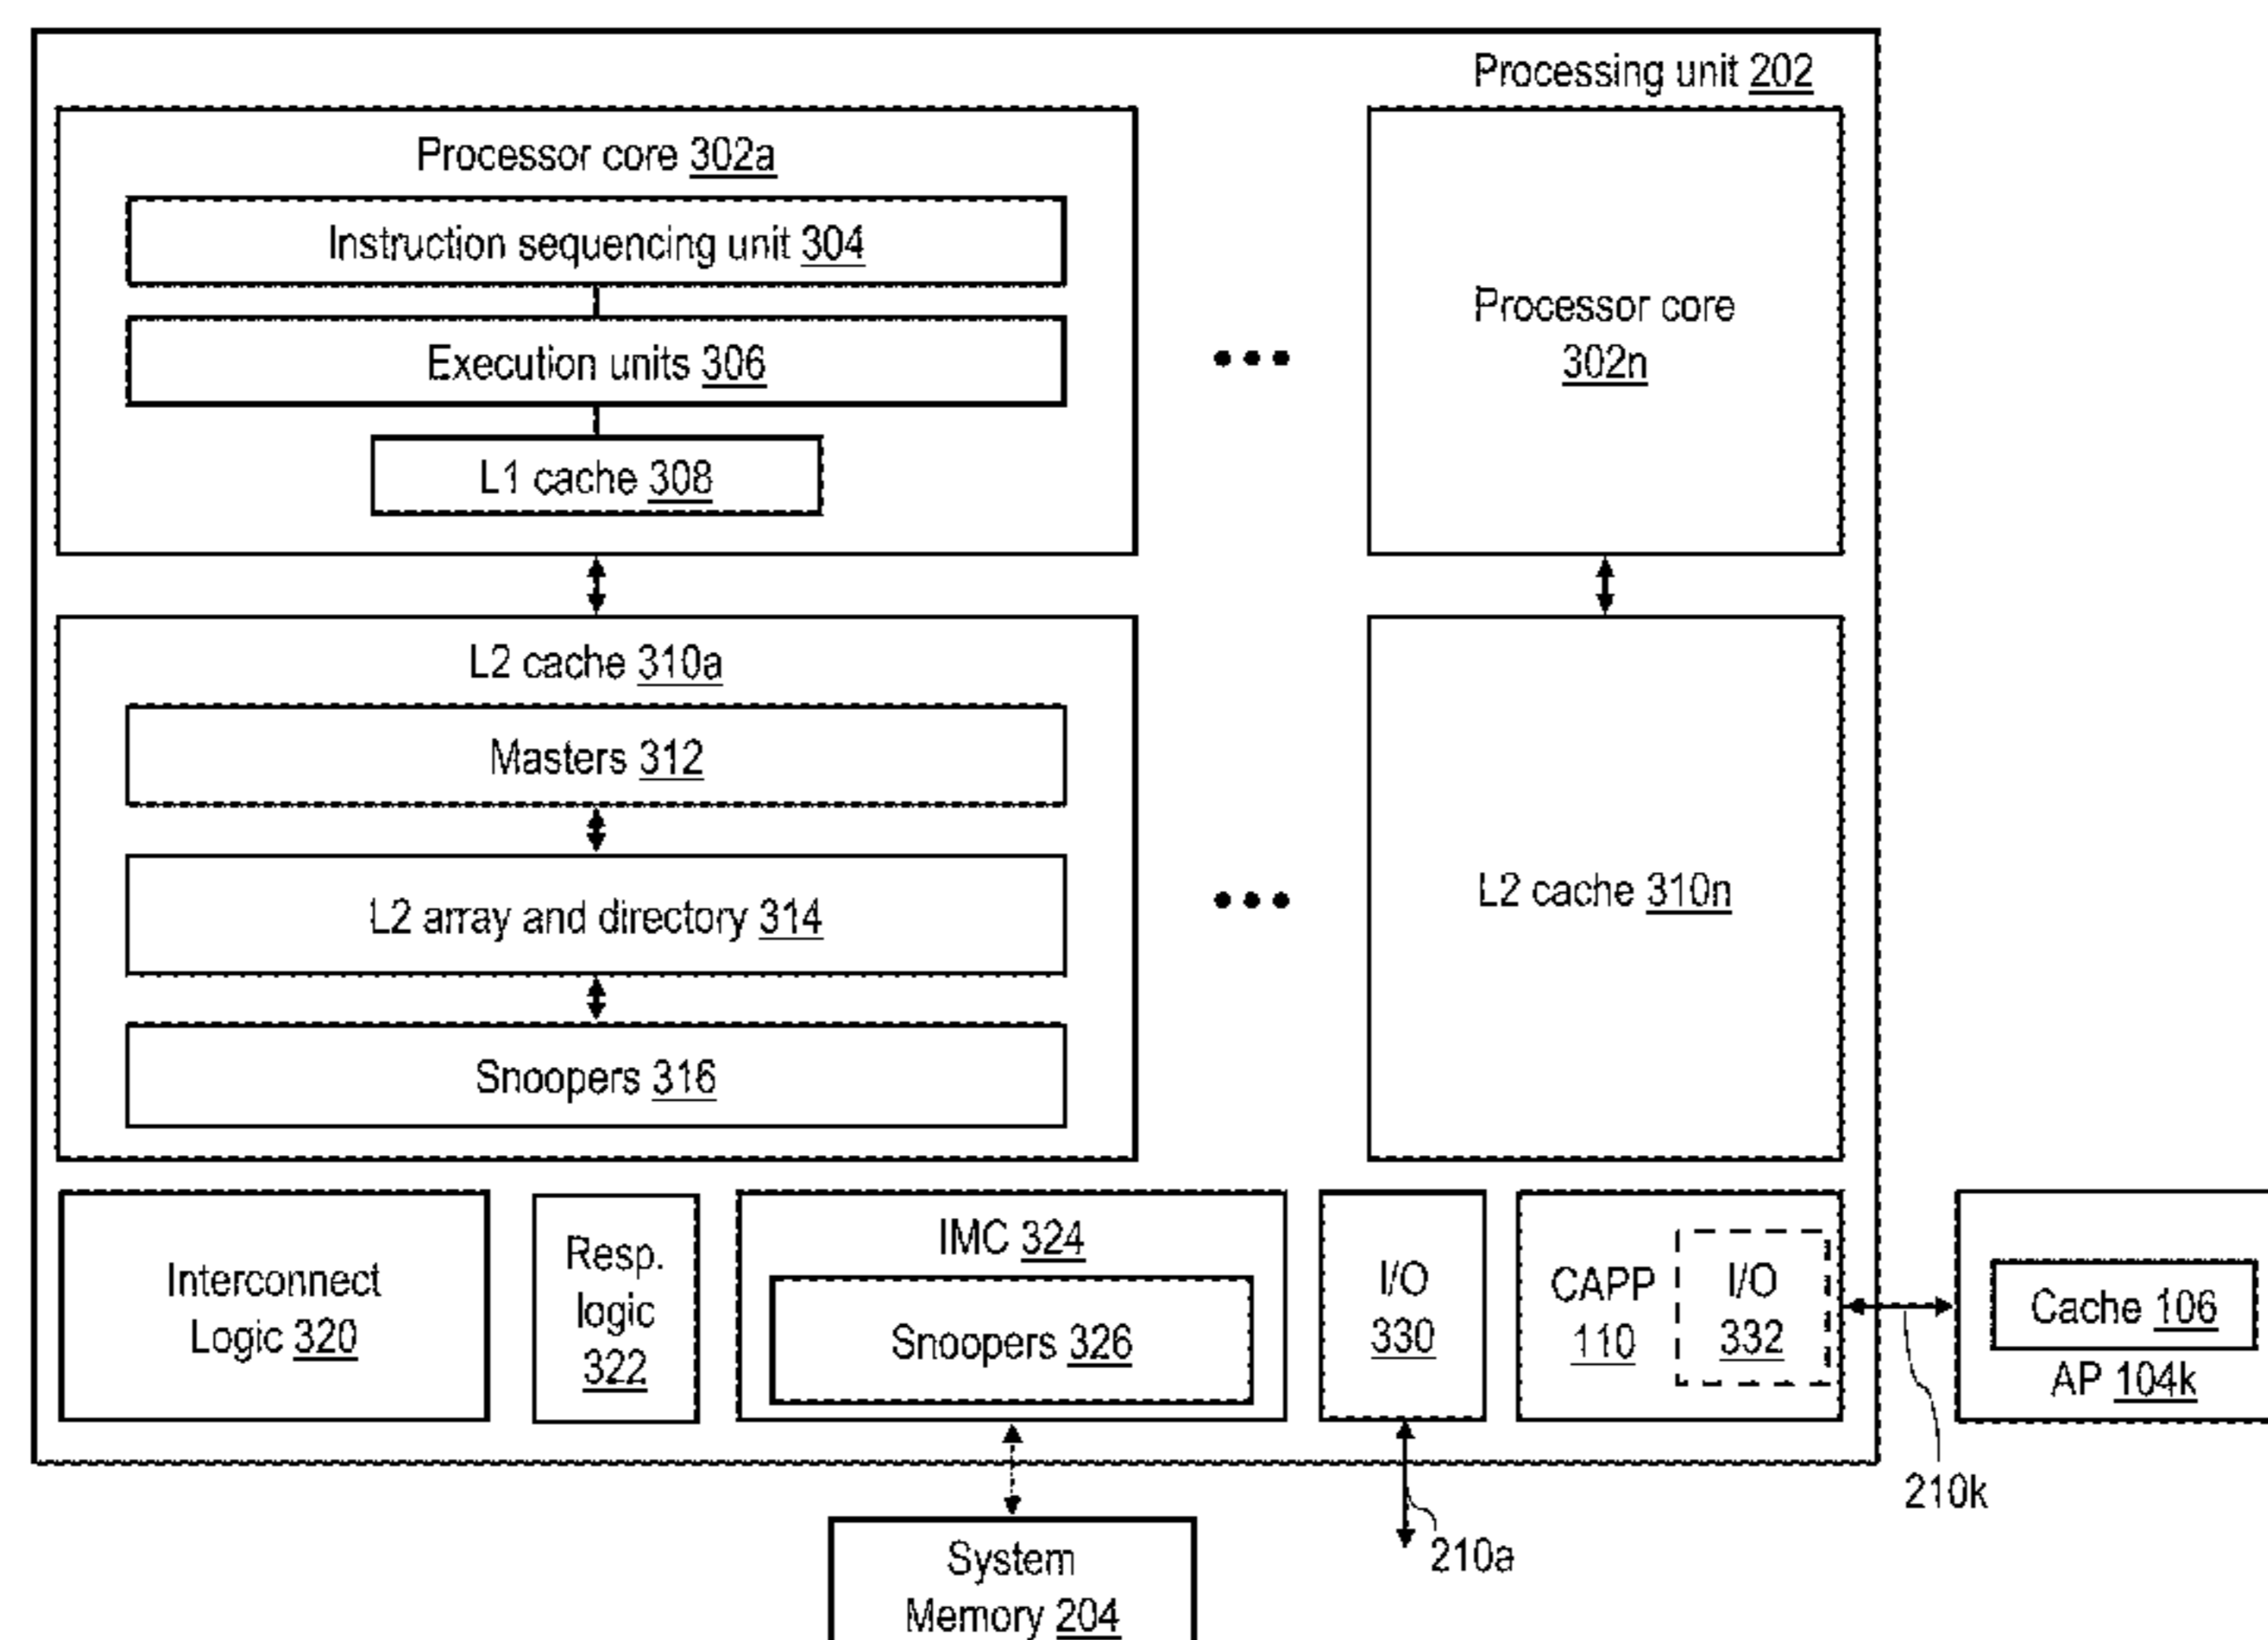 Processing unit 202
Processor core 302a
Instruction sequencing unit 304
Execution units 306
L1 cache 308
•••
Processor core
302n
L2 cache 310a
Masters 312
L2 array and directory 314
Snoopers 316
•••
L2 cache 310n
Interconnect
Logic 320
Resp.
logic
322
IMC 324
Snoopers 326
I/O
330
CAPP
110
I/O
332
Cache 106
AP 104k
210k
210a
System
Memory 204